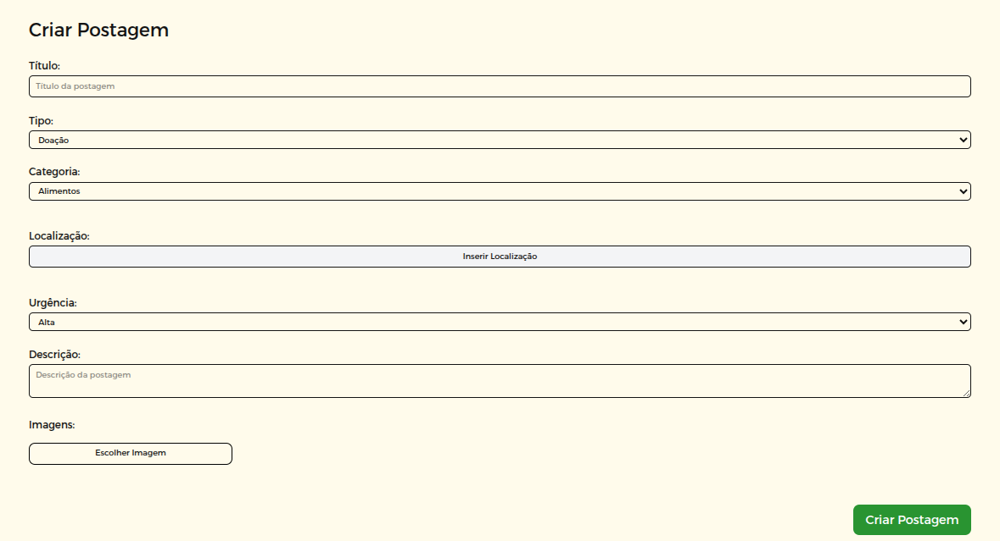 Criar Postagem
Título:
Título da postagem
Tipo:
Doação
Categoria:
Alimentos
Localização:
Inserir Localização
Urgência:
Alta
Descrição:
Descrição da postagem
Imagens:
Escolher Imagem
Criar Postagem